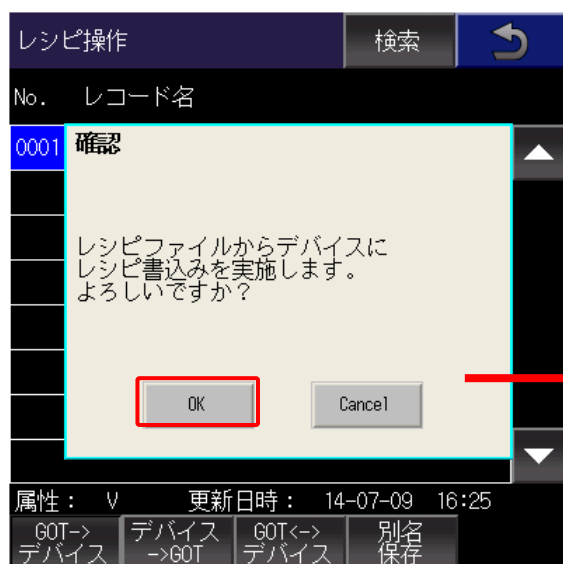 レシピ操作 検索
No. レコード名
0001
確認
レシピファイルからデバイスに
レシピ書込みを実施します。
よろしいですか？
OK Cancel
属性： V 更新日時： 14-07-09 16:25
GOT-> デバイス GOT<-> 別名
デバイス ->GOT デバイス 保存